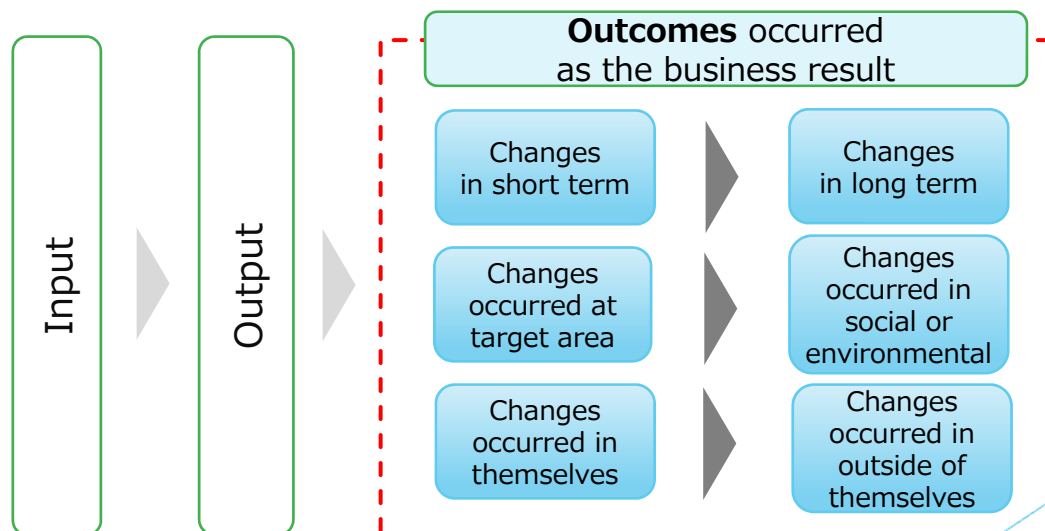 Input
Output
Outcomes occurred
as the business result
Changes
in short term
Changes
in long term
Changes
occurred at
target area
Changes
occurred in
social or
environmental
Changes
occurred in
themselves
Changes
occurred in
outside of
themselves